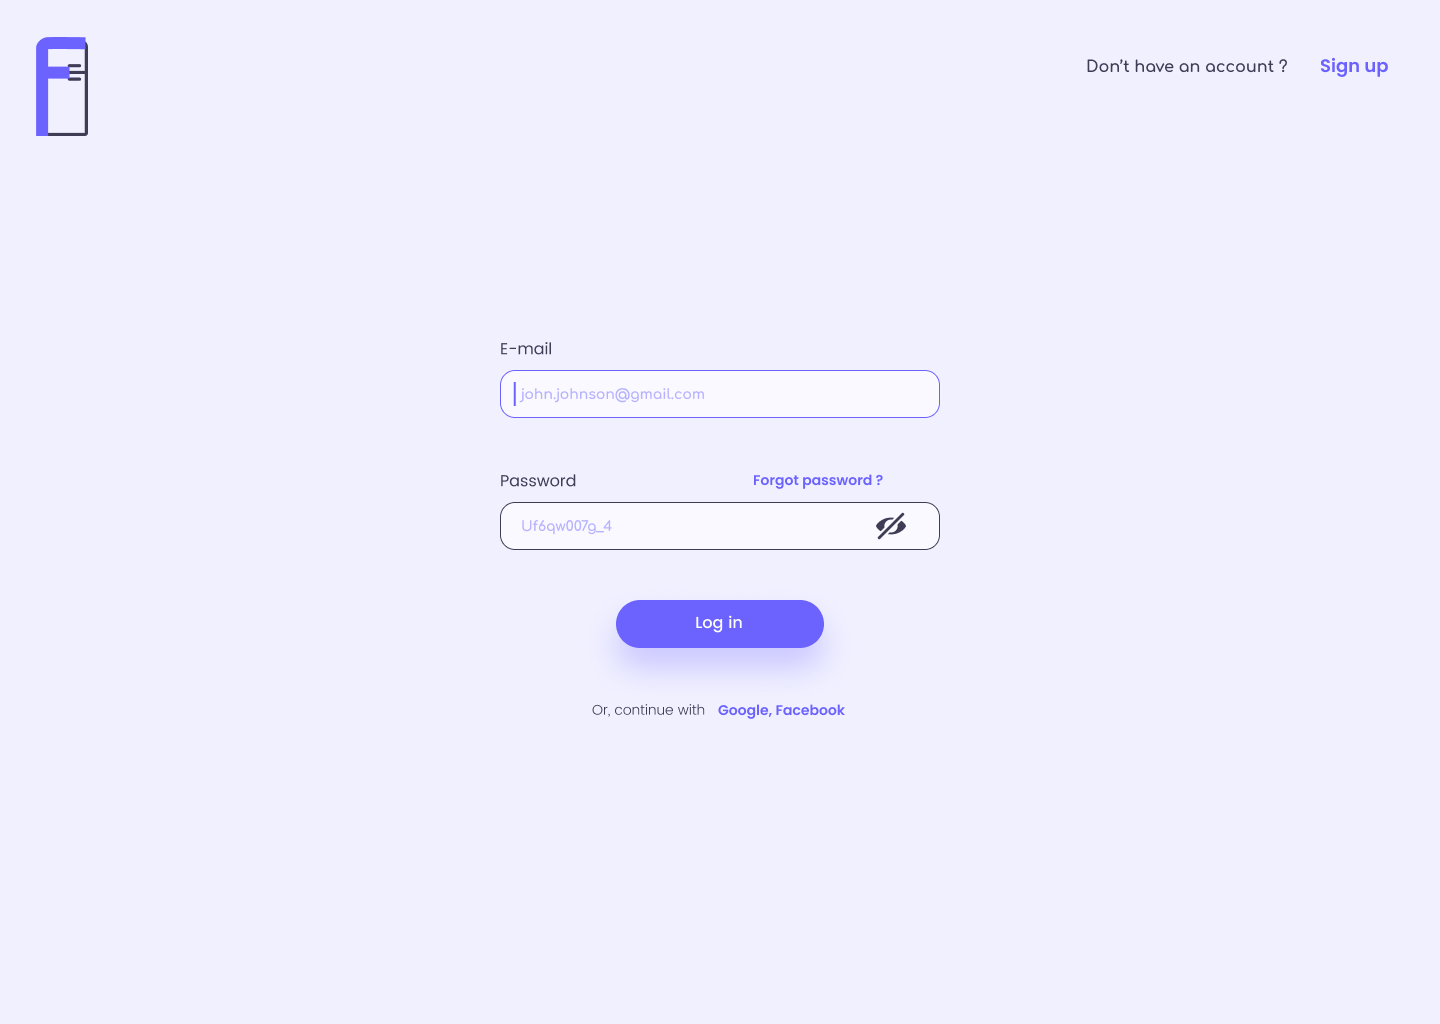 Don't have an account ? Sign up
E-mail
john.johnson@gmail.com
Password Forgot password ?
Uf6qw007g_4
Log in
Or, continue with Google, Facebook